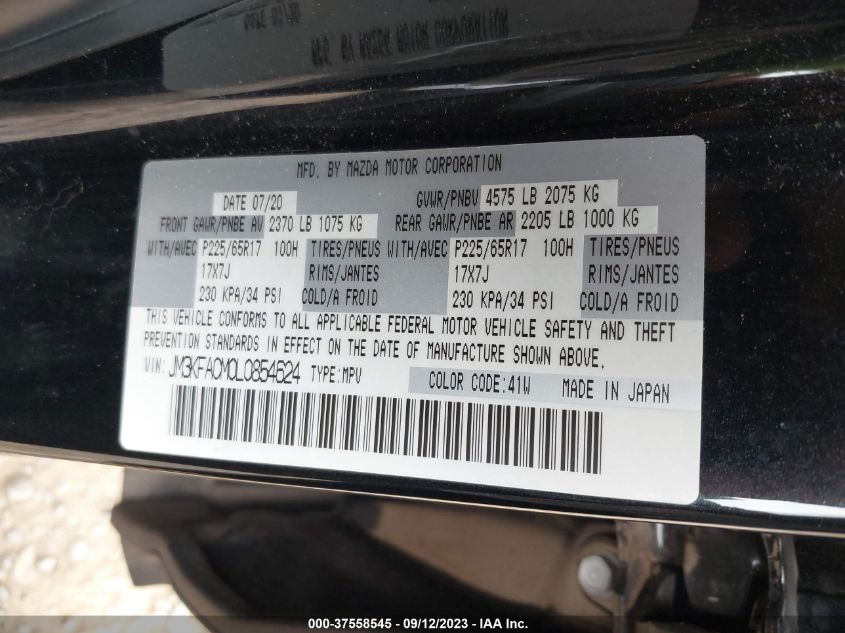 MFD. BY MAZDA MOTOR CORPORATION
DATE 07/20 GVWR/PNBV 4575 LB 2075 KG
FRONT GAWR/PNBE AV 2370 LB 1075 KG REAR GAWR/PNBE AR 2205 LB 1000 KG
WITH/AVEC P225/65R17 100H TIRES/PNEUS WITH/AVEC P225/65R17 100H TIRES/PNEUS
17X7J RIMS/JANTES 17X7J RIMS/JANTES
230 KPA/34 PSI COLD/A FROID 230 KPA/34 PSI COLD/A FROID
THIS VEHICLE CONFORMS TO ALL APPLICABLE FEDERAL MOTOR VEHICLE SAFETY AND THEFT
PREVENTION STANDARDS IN EFFECT ON THE DATE OF MANUFACTURE SHOWN ABOVE.
VIN: JM3KFACM0L0854624 TYPE:MPV COLOR CODE:41W MADE IN JAPAN
000-37558545 - 09/12/2023 - IAA Inc.